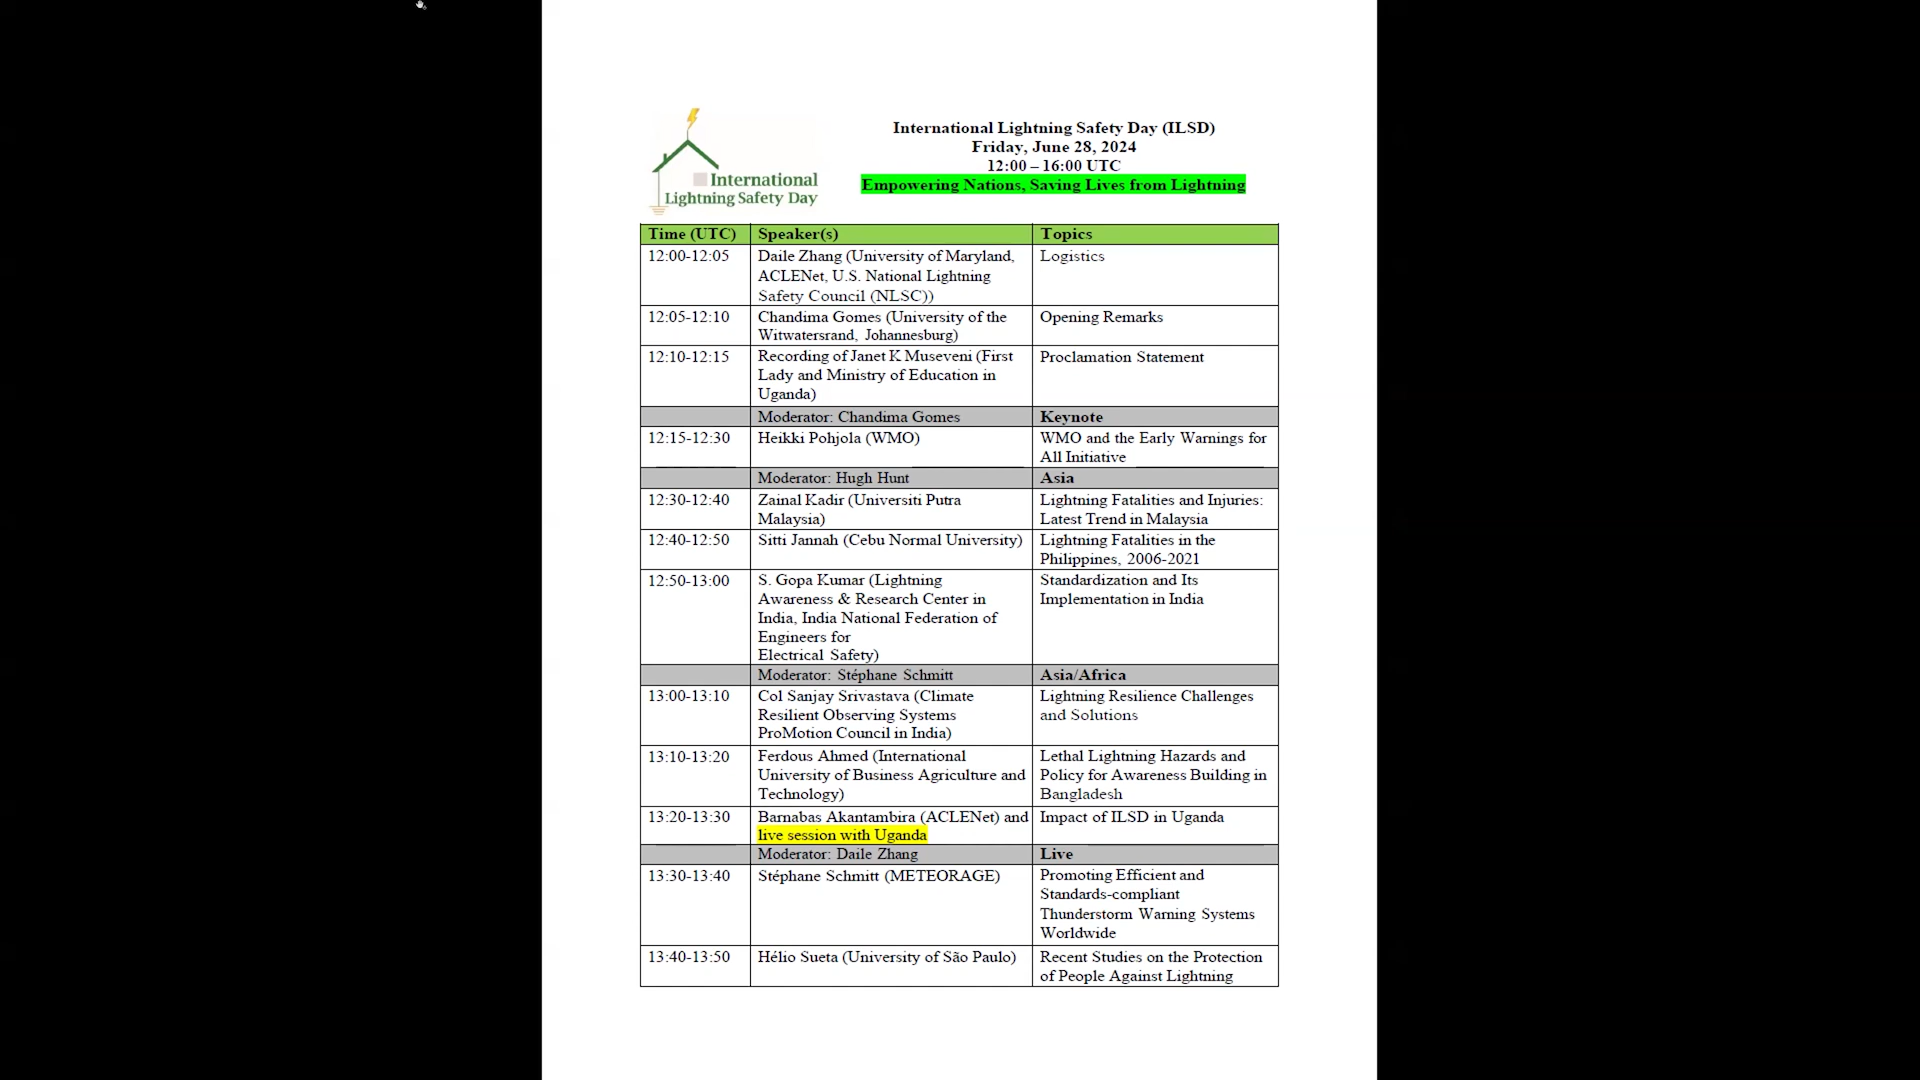 International
Lightning Safety Day
International Lightning Safety Day (ILSD)
Friday, June 28, 2024
12:00 – 16:00 UTC
Empowering Nations, Saving Lives from Lightning
Time (UTC) Speaker(s) Topics
12:00-12:05 Daile Zhang (University of Maryland, Logistics
ACLENet, U.S. National Lightning
Safety Council (NLSC))
12:05-12:10 Chandima Gomes (University of the Opening Remarks
Witwatersrand, Johannesburg)
12:10-12:15 Recording of Janet K Museveni (First Proclamation Statement
Lady and Ministry of Education in
Uganda)
Moderator: Chandima Gomes Keynote
12:15-12:30 Heikki Pohjola (WMO) WMO and the Early Warnings for
All Initiative
Moderator: Hugh Hunt Asia
12:30-12:40 Zainal Kadir (Universiti Putra Lightning Fatalities and Injuries:
Malaysia) Latest Trend in Malaysia
12:40-12:50 Sitti Jannah (Cebu Normal University) Lightning Fatalities in the
Philippines, 2006-2021
12:50-13:00 S. Gopa Kumar (Lightning Standardization and Its
Awareness & Research Center in Implementation in India
India, India National Federation of
Engineers for
Electrical Safety)
Moderator: Stéphane Schmitt Asia/Africa
13:00-13:10 Col Sanjay Srivastava (Climate Lightning Resilience Challenges
Resilient Observing Systems and Solutions
ProMotion Council in India)
13:10-13:20 Ferdous Ahmed (International Lethal Lightning Hazards and
University of Business Agriculture and Policy for Awareness Building in
Technology) Bangladesh
13:20-13:30 Barnabas Akantambira (ACLENet) and Impact of ILSD in Uganda
live session with Uganda
Moderator: Daile Zhang Live
13:30-13:40 Stéphane Schmitt (METEORAGE) Promoting Efficient and
Standards-compliant
Thunderstorm Warning Systems
Worldwide
13:40-13:50 Hélio Sueta (University of São Paulo) Recent Studies on the Protection
of People Against Lightning